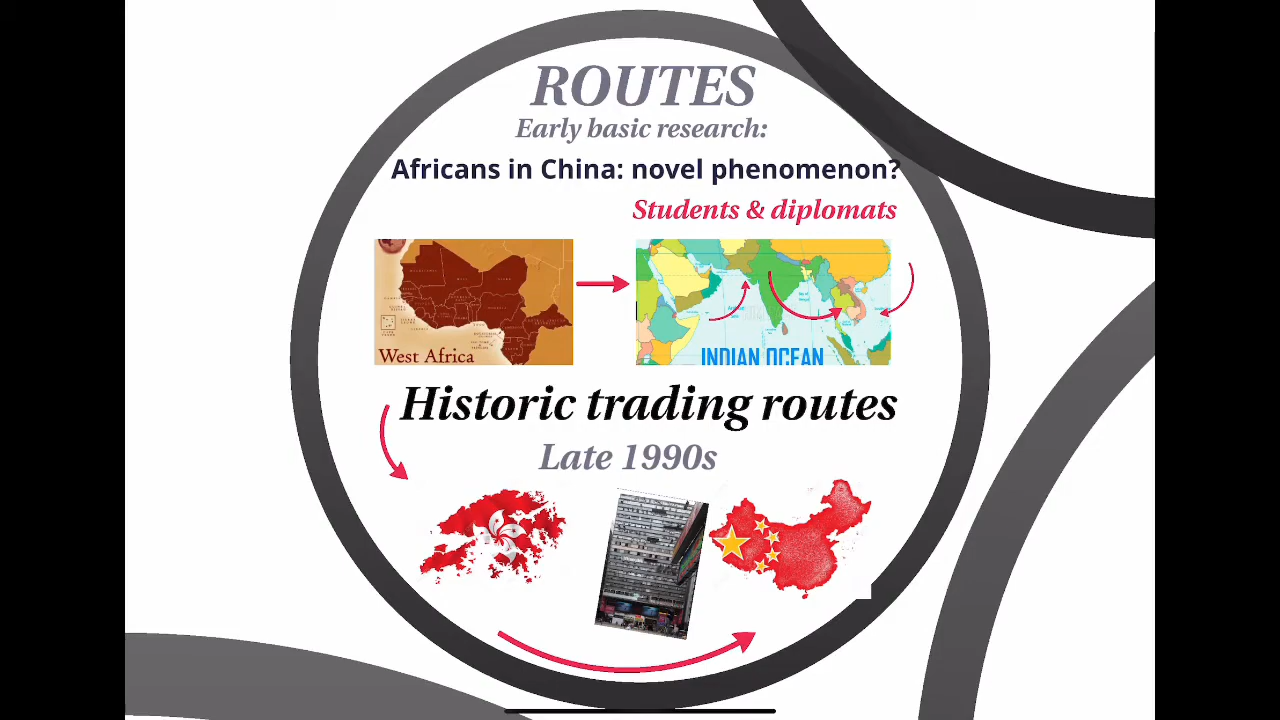 ROUTES
Early basic research:
Africans in China: novel phenomenon?
Students & diplomats
West Africa
INDIAN OCEAN
Historic trading routes
Late 1990s